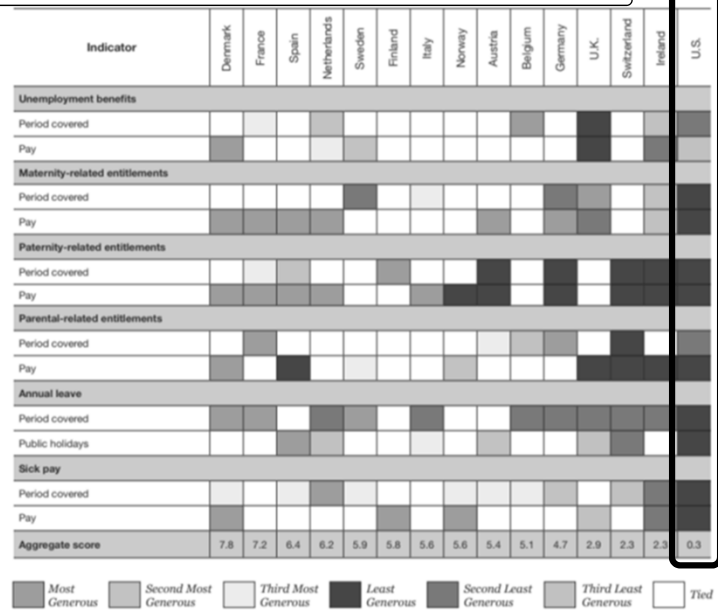 Indicator Denmark France Spain Netherlands Sweden Finland Italy Norway Austria Belgium Germany U.K. Switzerland Ireland U.S.
Unemployment benefits
Period covered
Pay
Maternity-related entitlements
Period covered
Pay
Paternity-related entitlements
Period covered
Pay
Parental-related entitlements
Period covered
Pay
Annual leave
Period covered
Public holidays
Sick pay
Period covered
Pay
Aggregate score 7.8 7.2 6.4 6.2 5.9 5.8 5.6 5.6 5.4 5.1 4.7 2.9 2.3 2.3 0.3
Most Second Most Third Most Least Second Least Third Least Tied
Generous Generous Generous Generous Generous Generous